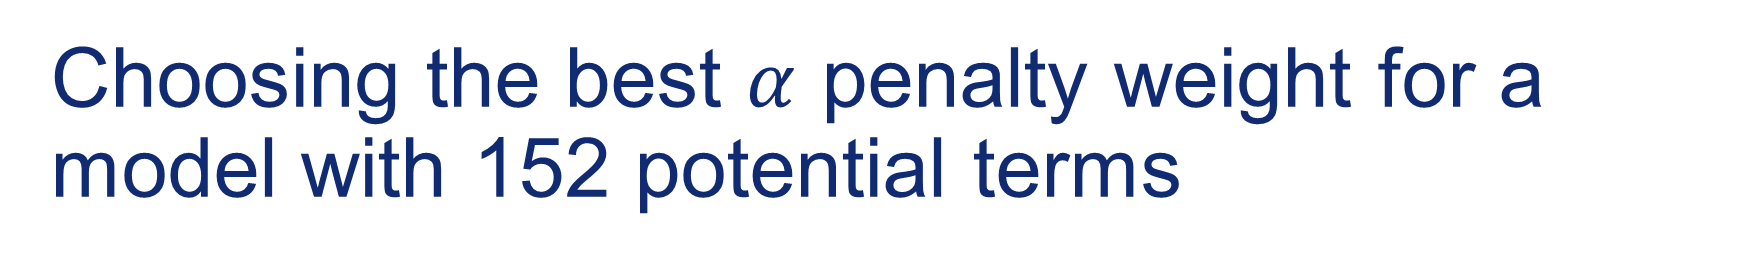 Choosing the best 𝛼 penalty weight for a
model with 152 potential terms